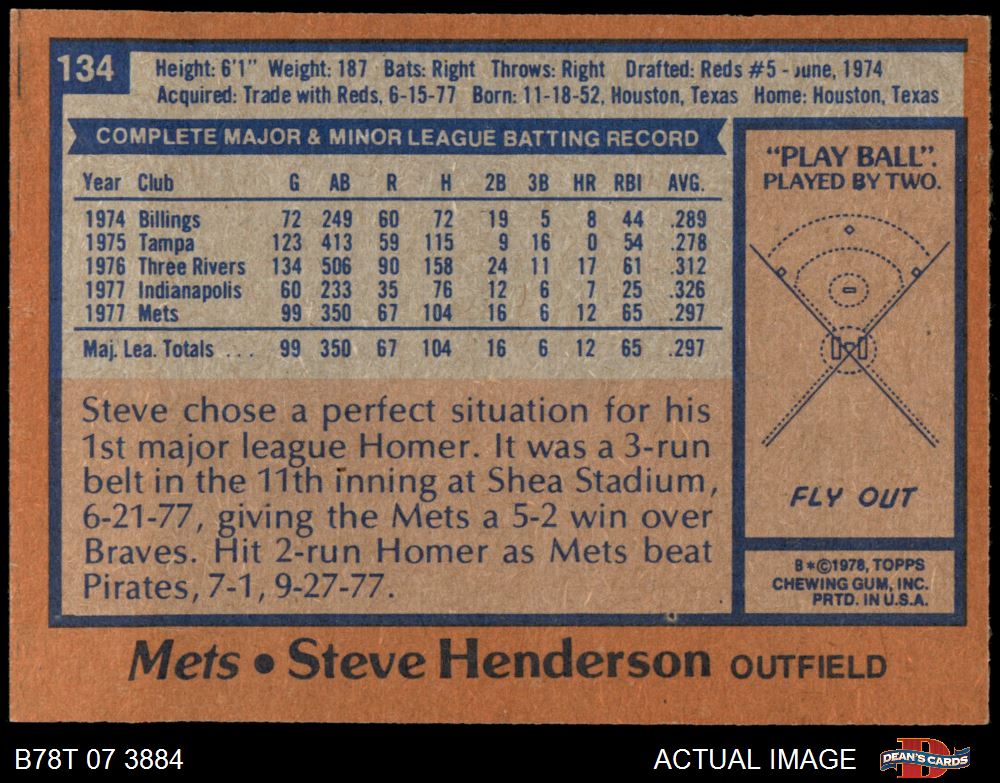 134
Height: 6'1" Weight: 187 Bats: Right Throws: Right Drafted: Reds #5 - June, 1974
Acquired: Trade with Reds, 6-15-77 Born: 11-18-52, Houston, Texas Home: Houston, Texas
COMPLETE MAJOR & MINOR LEAGUE BATTING RECORD
Year Club G AB R H 2B 3B HR RBI AVG.
1974 Billings 72 249 60 72 19 5 8 44 .289
1975 Tampa 123 413 59 115 9 16 0 54 .278
1976 Three Rivers 134 506 90 158 24 11 17 61 .312
1977 Indianapolis 60 233 35 76 12 6 7 25 .326
1977 Mets 99 350 67 104 16 6 12 65 .297
Maj. Lea. Totals ... 99 350 67 104 16 6 12 65 .297
Steve chose a perfect situation for his
1st major league Homer. It was a 3-run
belt in the 11th inning at Shea Stadium,
6-21-77, giving the Mets a 5-2 win over
Braves. Hit 2-run Homer as Mets beat
Pirates, 7-1, 9-27-77.
"PLAY BALL".
PLAYED BY TWO.
FLY OUT
B*©1978, TOPPS
CHEWING GUM, INC.
PRTD. IN U.S.A.
Mets • Steve Henderson OUTFIELD
B78T 07 3884
ACTUAL IMAGE
DEAN'S CARDS